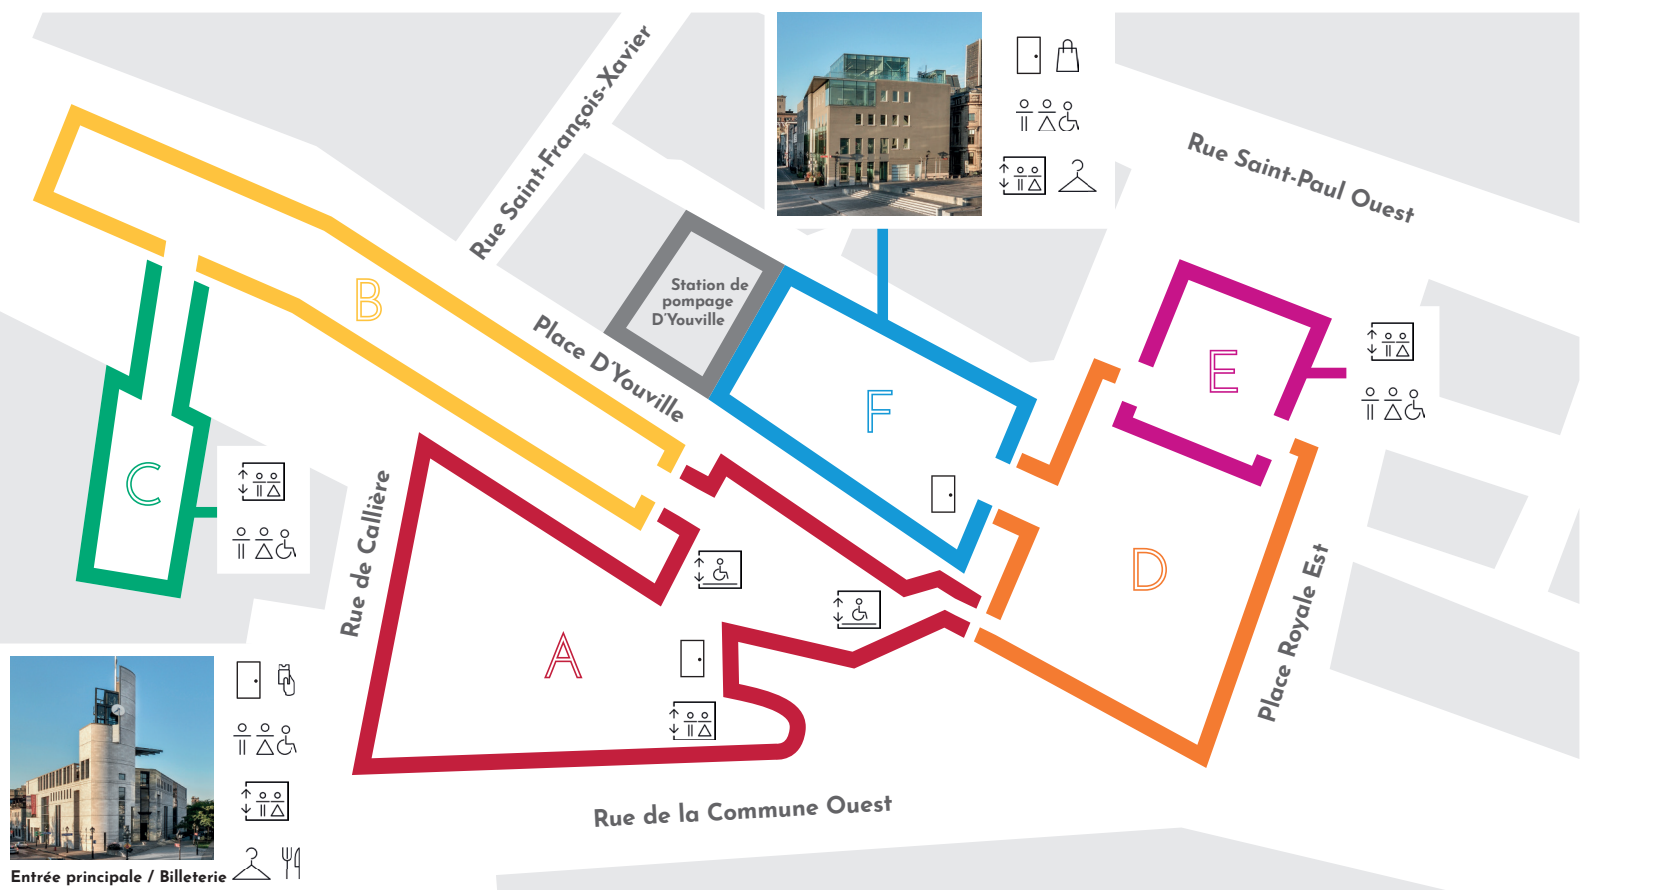 Rue Saint-François-Xavier
Rue Saint-Paul Ouest
B
Station de
pompage
D'Youville
Place D'Youville
F
E
C
Rue de Callière
D
A
Place Royale Est
Rue de la Commune Ouest
Entrée principale / Billeterie